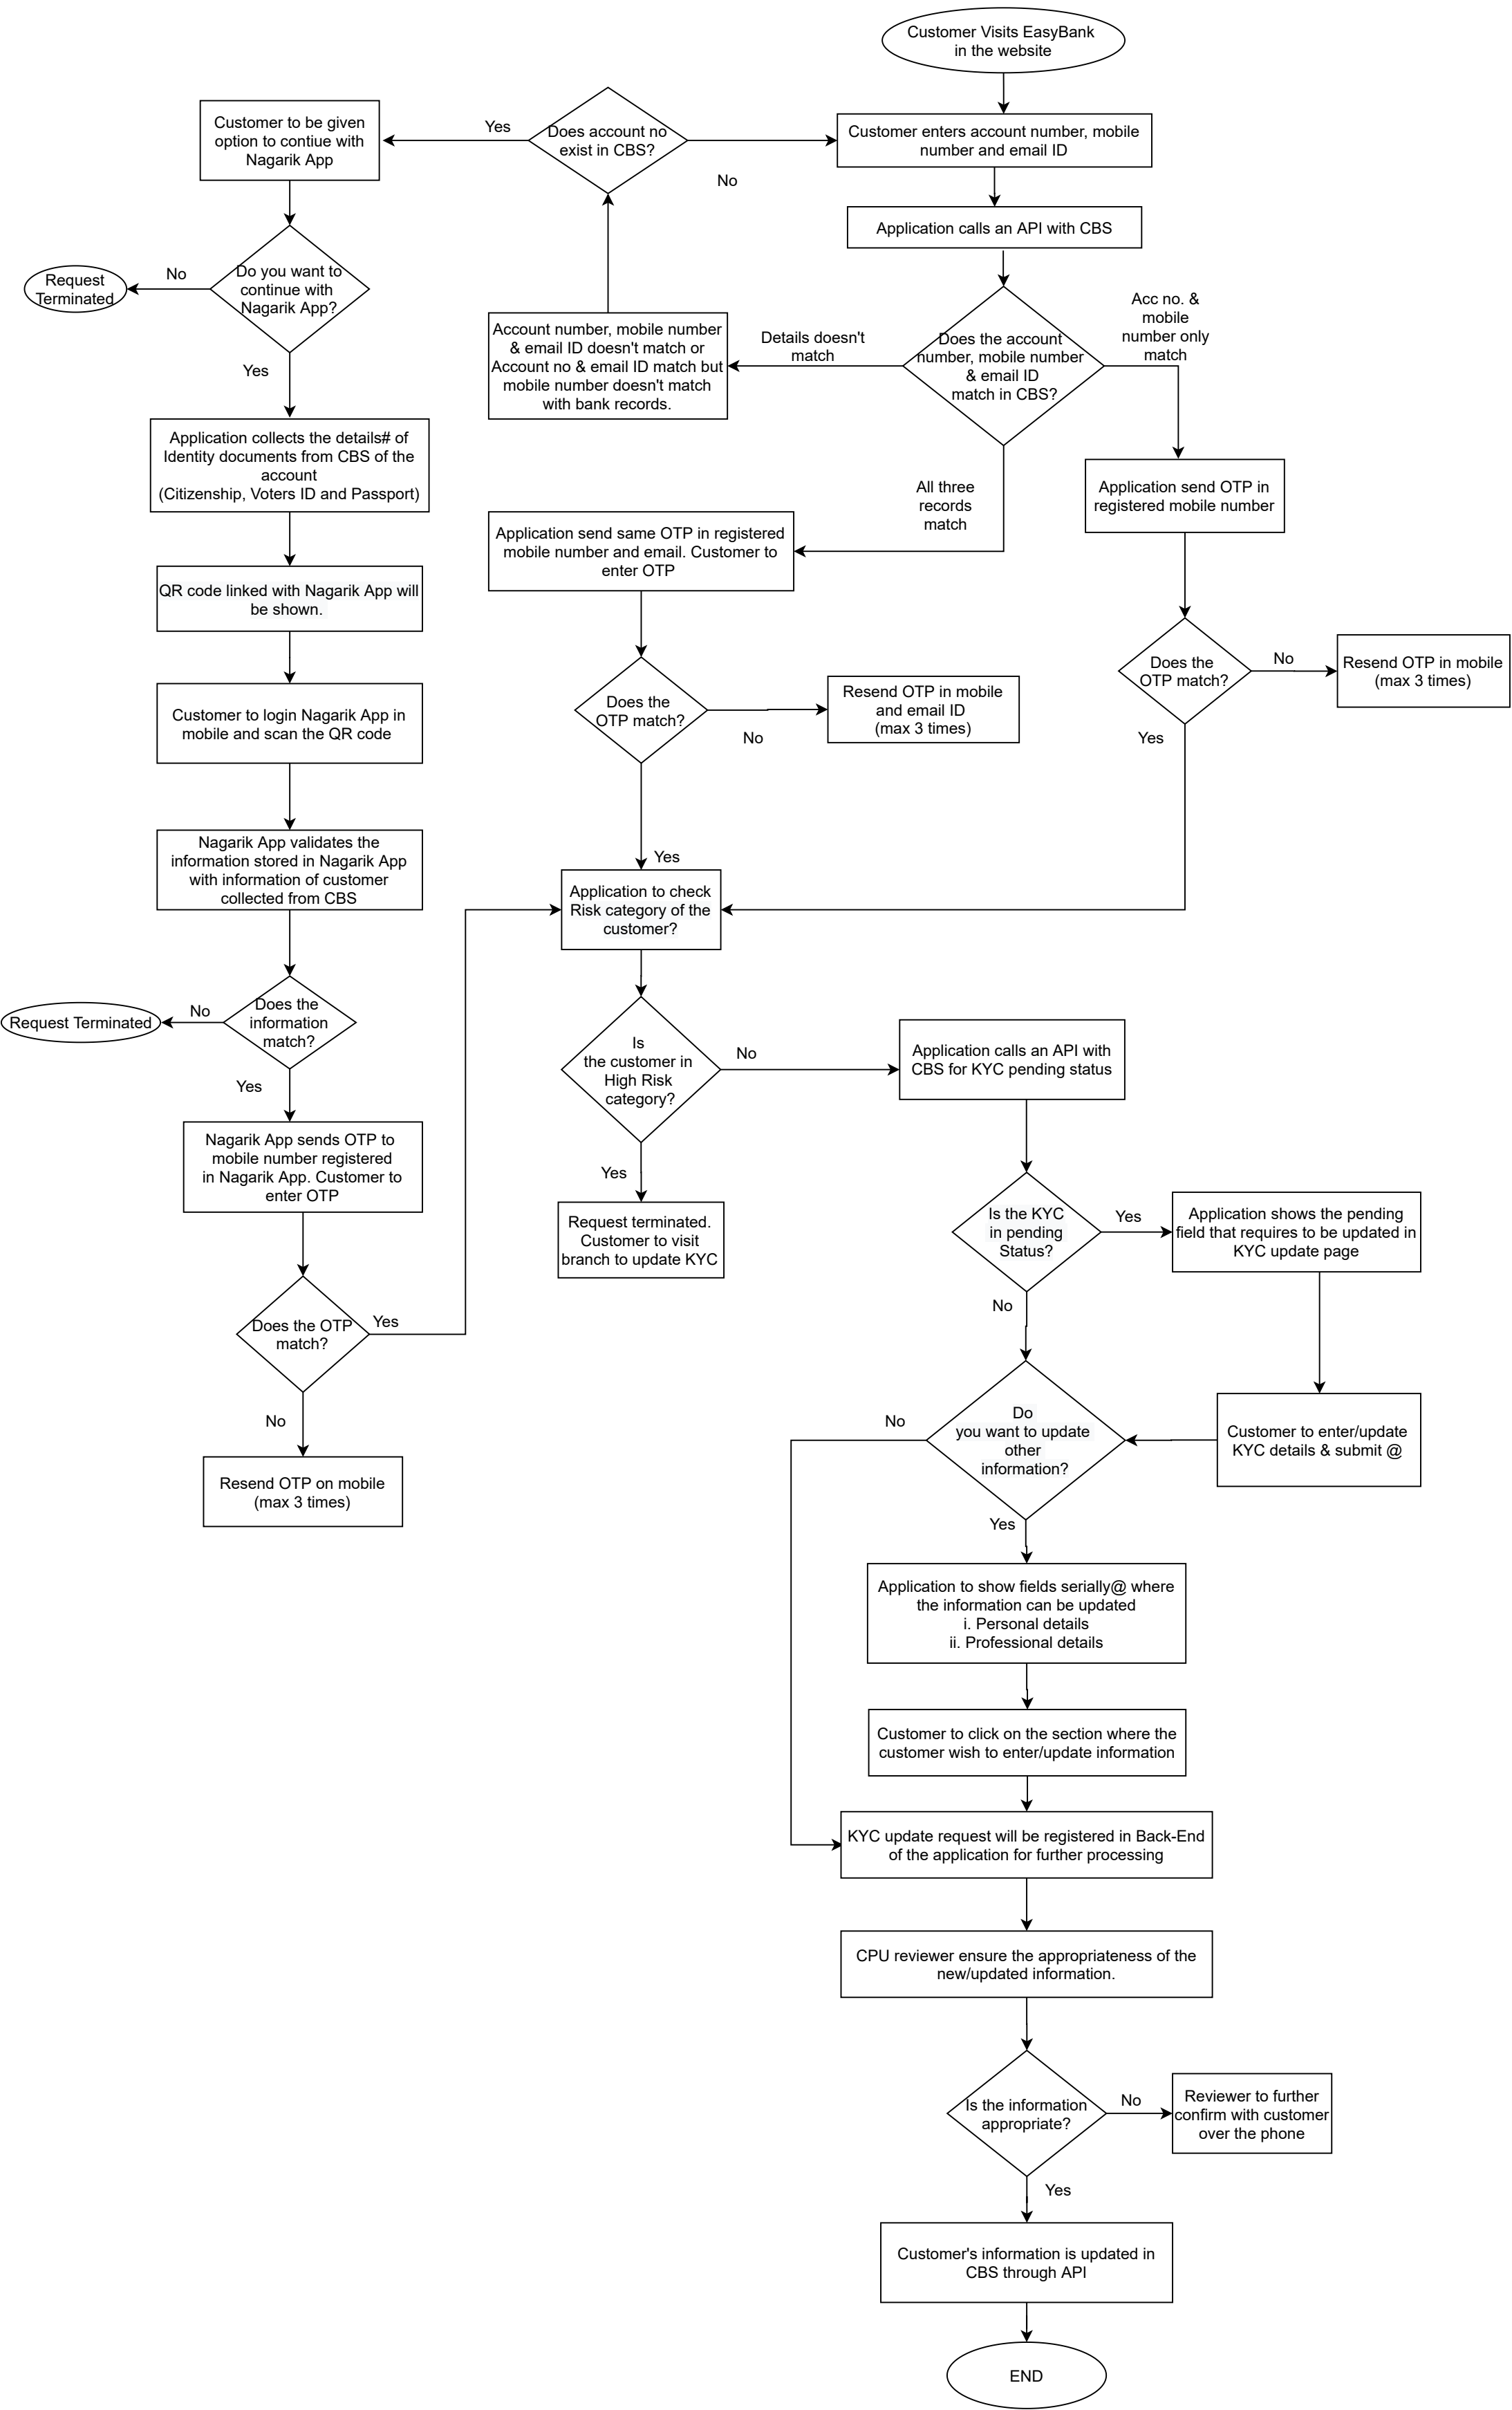 Customer Visits EasyBank
in the website
Customer enters account number, mobile
number and email ID
Does account no
exist in CBS?
Yes
No
Customer to be given
option to contiue with
Nagarik App
Application calls an API with CBS
Do you want to
continue with
Nagarik App?
No
Request
Terminated
Yes
Does the account
number, mobile number
& email ID
match in CBS?
Details doesn't
match
Account number, mobile number
& email ID doesn't match or
Account no & email ID match but
mobile number doesn't match
with bank records.
Acc no. &
mobile
number only
match
All three
records
match
Application collects the details# of
Identity documents from CBS of the
account
(Citizenship, Voters ID and Passport)
Application send OTP in
registered mobile number
Application send same OTP in registered
mobile number and email. Customer to
enter OTP
QR code linked with Nagarik App will
be shown.
Does the
OTP match?
No
Resend OTP in mobile
(max 3 times)
Yes
Does the
OTP match?
No
Resend OTP in mobile
and email ID
(max 3 times)
Yes
Customer to login Nagarik App in
mobile and scan the QR code
Nagarik App validates the
information stored in Nagarik App
with information of customer
collected from CBS
Application to check
Risk category of the
customer?
Does the
information
match?
No
Request Terminated
Yes
Is
the customer in
High Risk
category?
No
Application calls an API with
CBS for KYC pending status
Yes
Request terminated.
Customer to visit
branch to update KYC
Nagarik App sends OTP to
mobile number registered
in Nagarik App. Customer to
enter OTP
Is the KYC
in pending
Status?
Yes
Application shows the pending
field that requires to be updated in
KYC update page
No
Does the OTP
match?
Yes
No
Resend OTP on mobile
(max 3 times)
Do
you want to update
other
information?
No
Customer to enter/update
KYC details & submit @
Yes
Application to show fields serially@ where
the information can be updated
i. Personal details
ii. Professional details
Customer to click on the section where the
customer wish to enter/update information
KYC update request will be registered in Back-End
of the application for further processing
CPU reviewer ensure the appropriateness of the
new/updated information.
Is the information
appropriate?
No
Reviewer to further
confirm with customer
over the phone
Yes
Customer's information is updated in
CBS through API
END